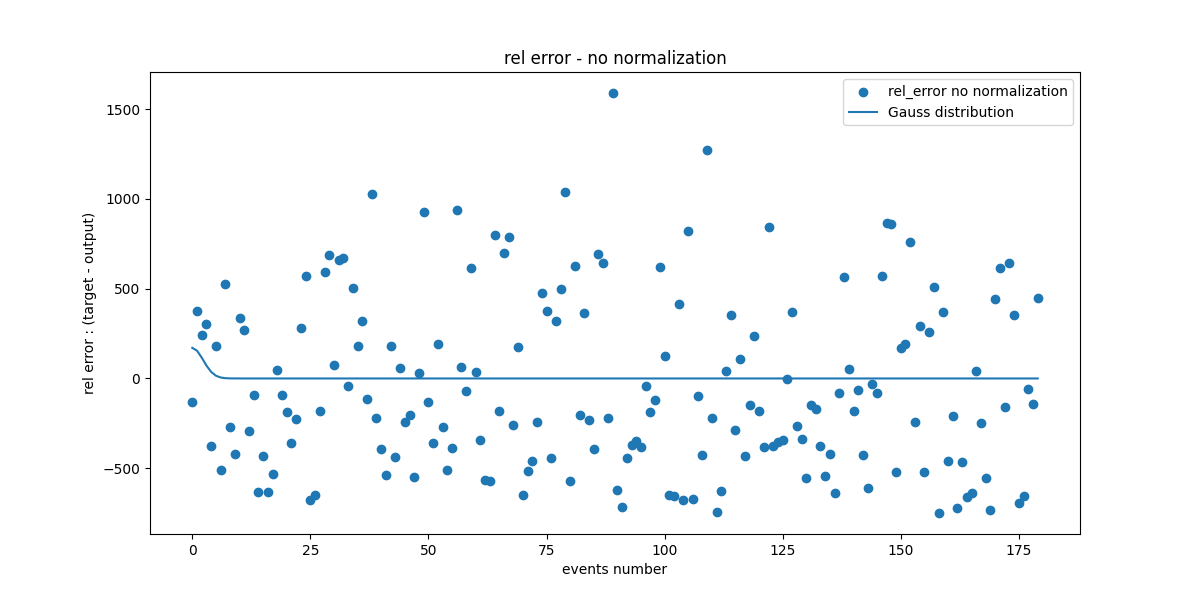 rel error - no normalization
rel_error no normalization
Gauss distribution
rel error : (target - output)
1500
1000
500
0
−500
0 25 50 75 100 125 150 175
events number